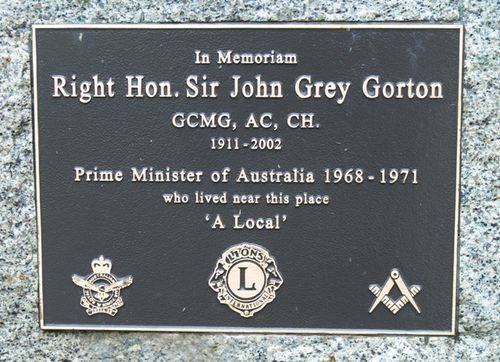 In Memoriam
Right Hon. Sir John Grey Gorton
GCMG, AC, CH.
1911-2002
Prime Minister of Australia 1968-1971
who lived near this place
'A Local'
LIONS
L
INTERNATIONAL